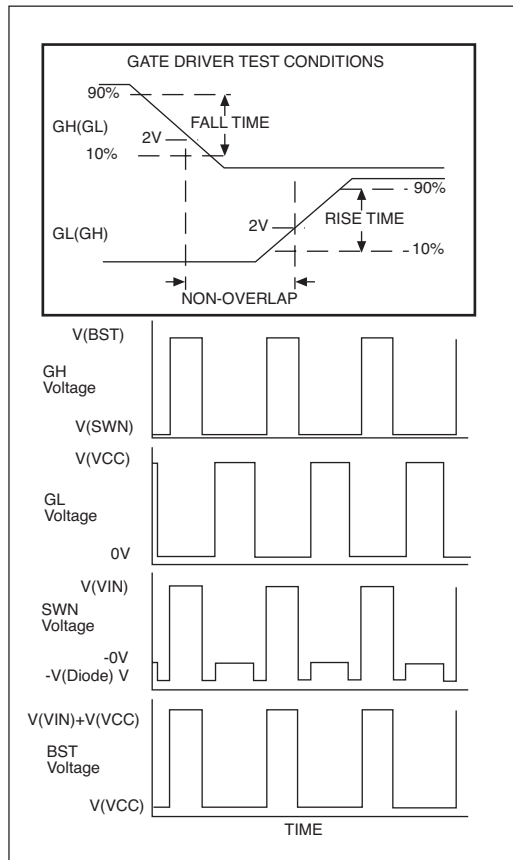 GATE DRIVER TEST CONDITIONS
90%
FALL TIME
GH(GL)
2V
10%
90%
RISE TIME
2V
GL(GH)
10%
NON-OVERLAP
V(BST)
GH
Voltage
V(SWN)
V(VCC)
GL
Voltage
0V
V(VIN)
SWN
Voltage
-0V
-V(Diode) V
V(VIN)+V(VCC)
BST
Voltage
V(VCC)
TIME